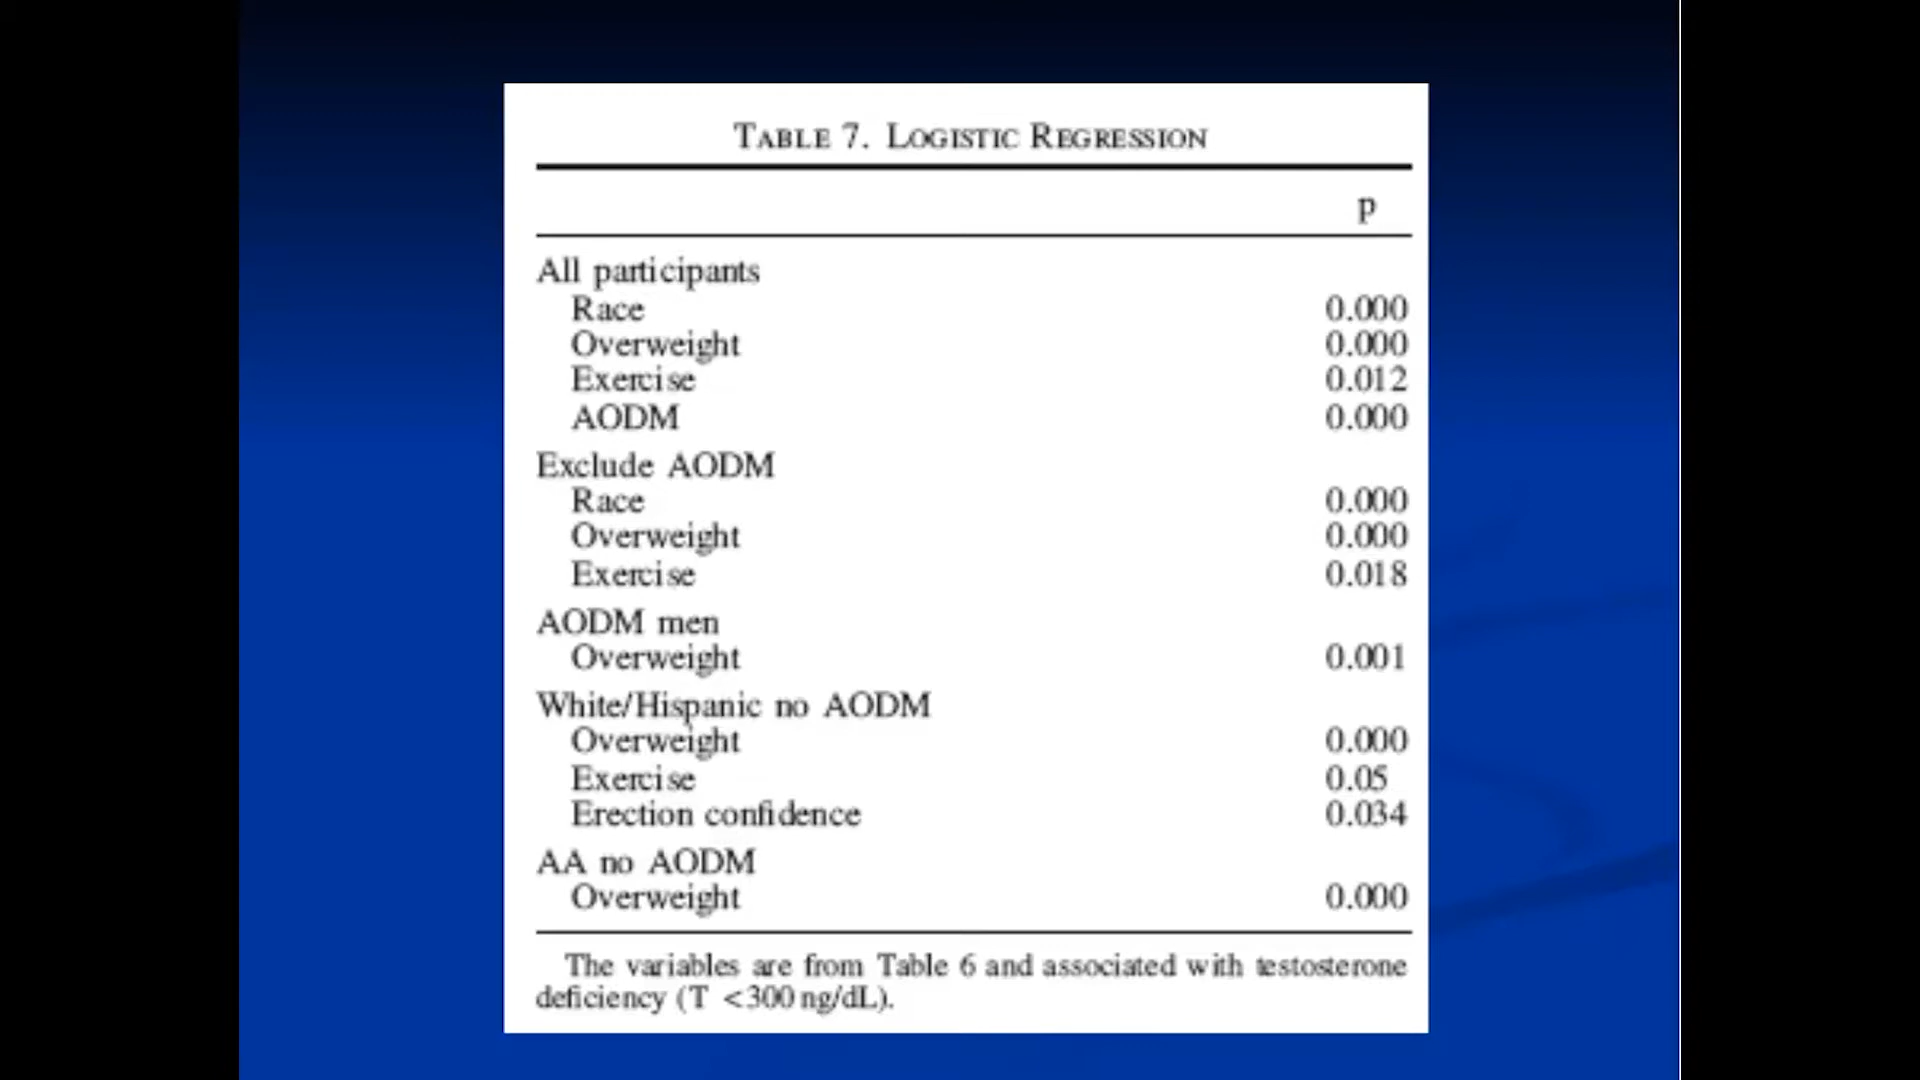 TABLE 7. LOGISTIC REGRESSION
p
All participants
Race 0.000
Overweight 0.000
Exercise 0.012
AODM 0.000
Exclude AODM
Race 0.000
Overweight 0.000
Exercise 0.018
AODM men
Overweight 0.001
White/Hispanic no AODM
Overweight 0.000
Exercise 0.05
Erection confidence 0.034
AA no AODM
Overweight 0.000
The variables are from Table 6 and associated with testosterone
deficiency (T <300 ng/dL).